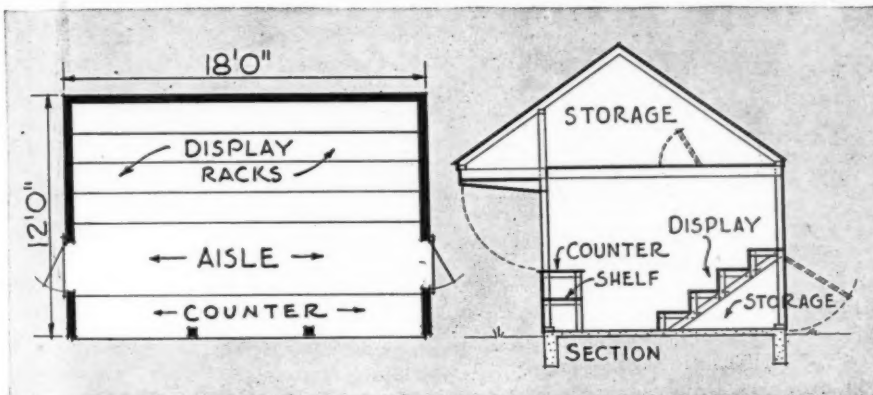 18'0"
12'0"
DISPLAY
RACKS
AISLE
COUNTER
STORAGE
DISPLAY
COUNTER
SHELF
STORAGE
SECTION